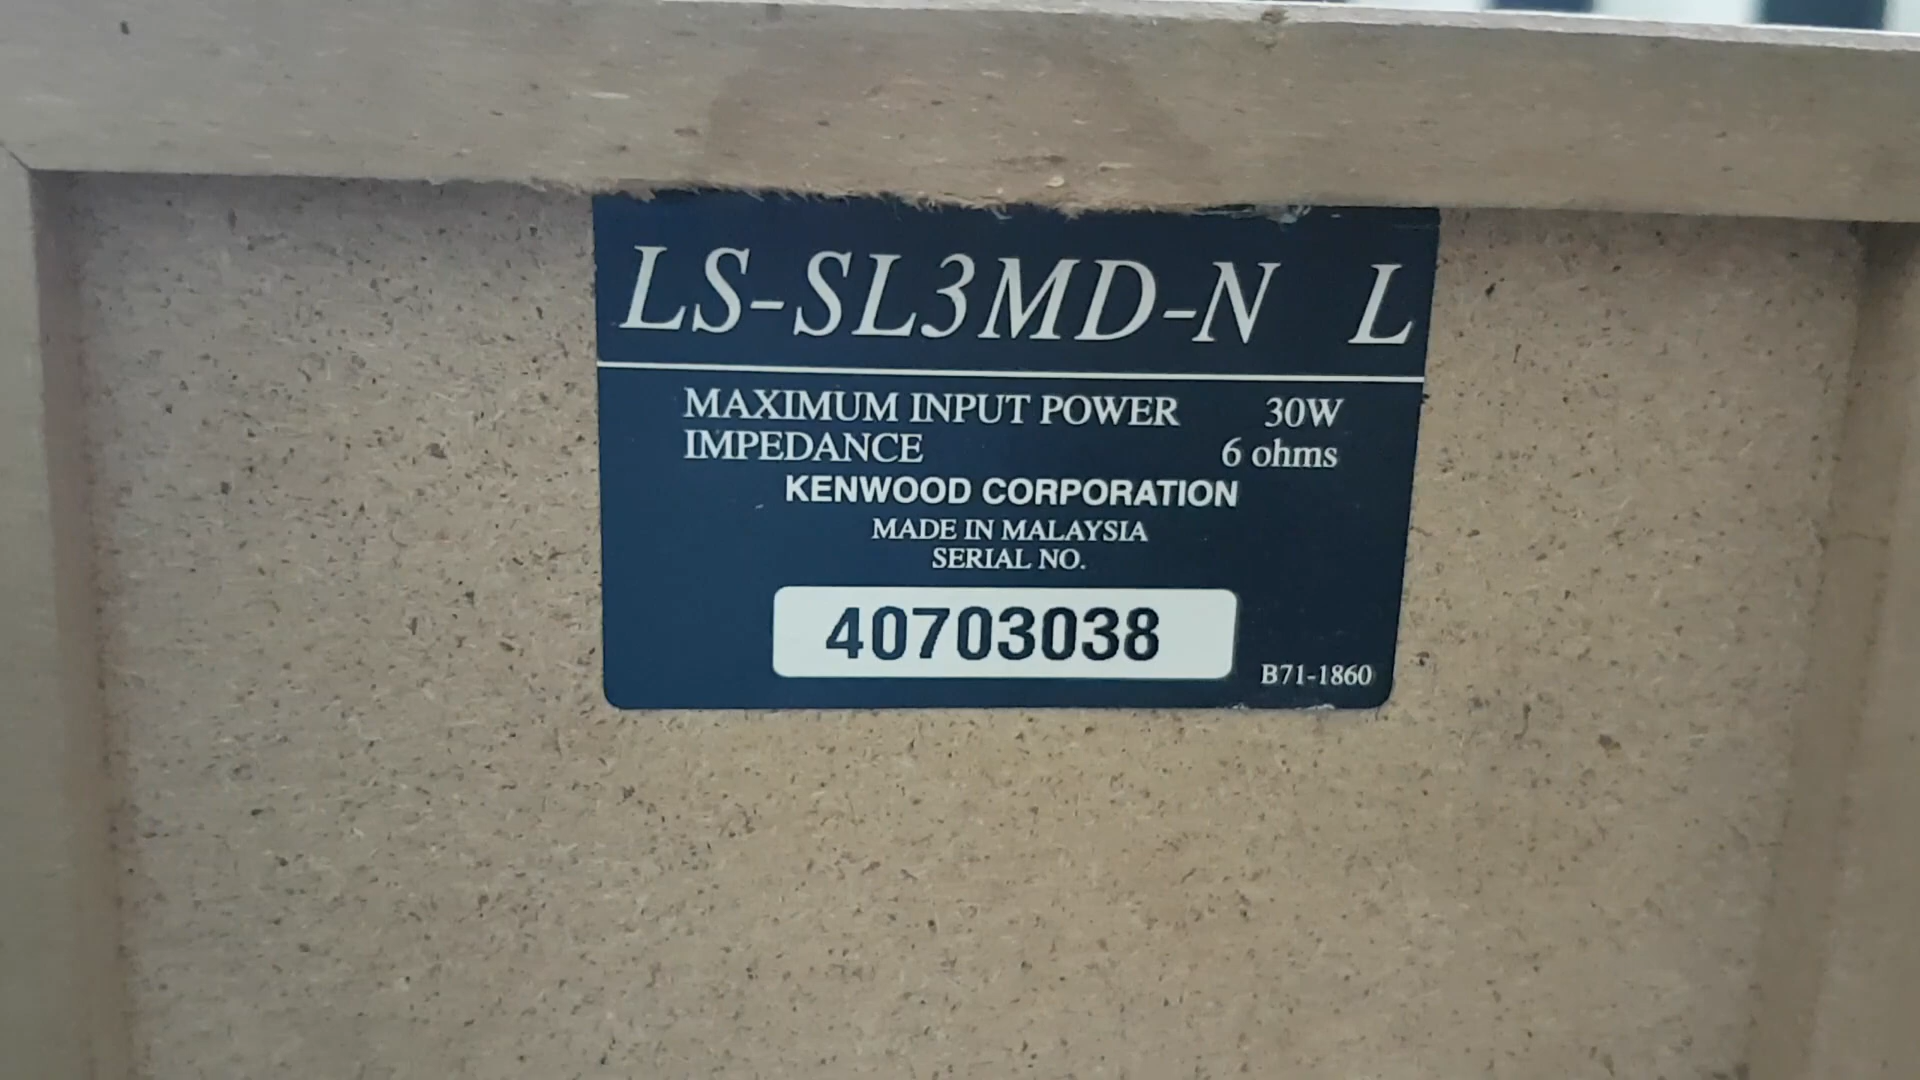 LS-SL3MD-N L
MAXIMUM INPUT POWER 30W
IMPEDANCE 6 ohms
KENWOOD CORPORATION
MADE IN MALAYSIA
SERIAL NO.
40703038
B71-1860